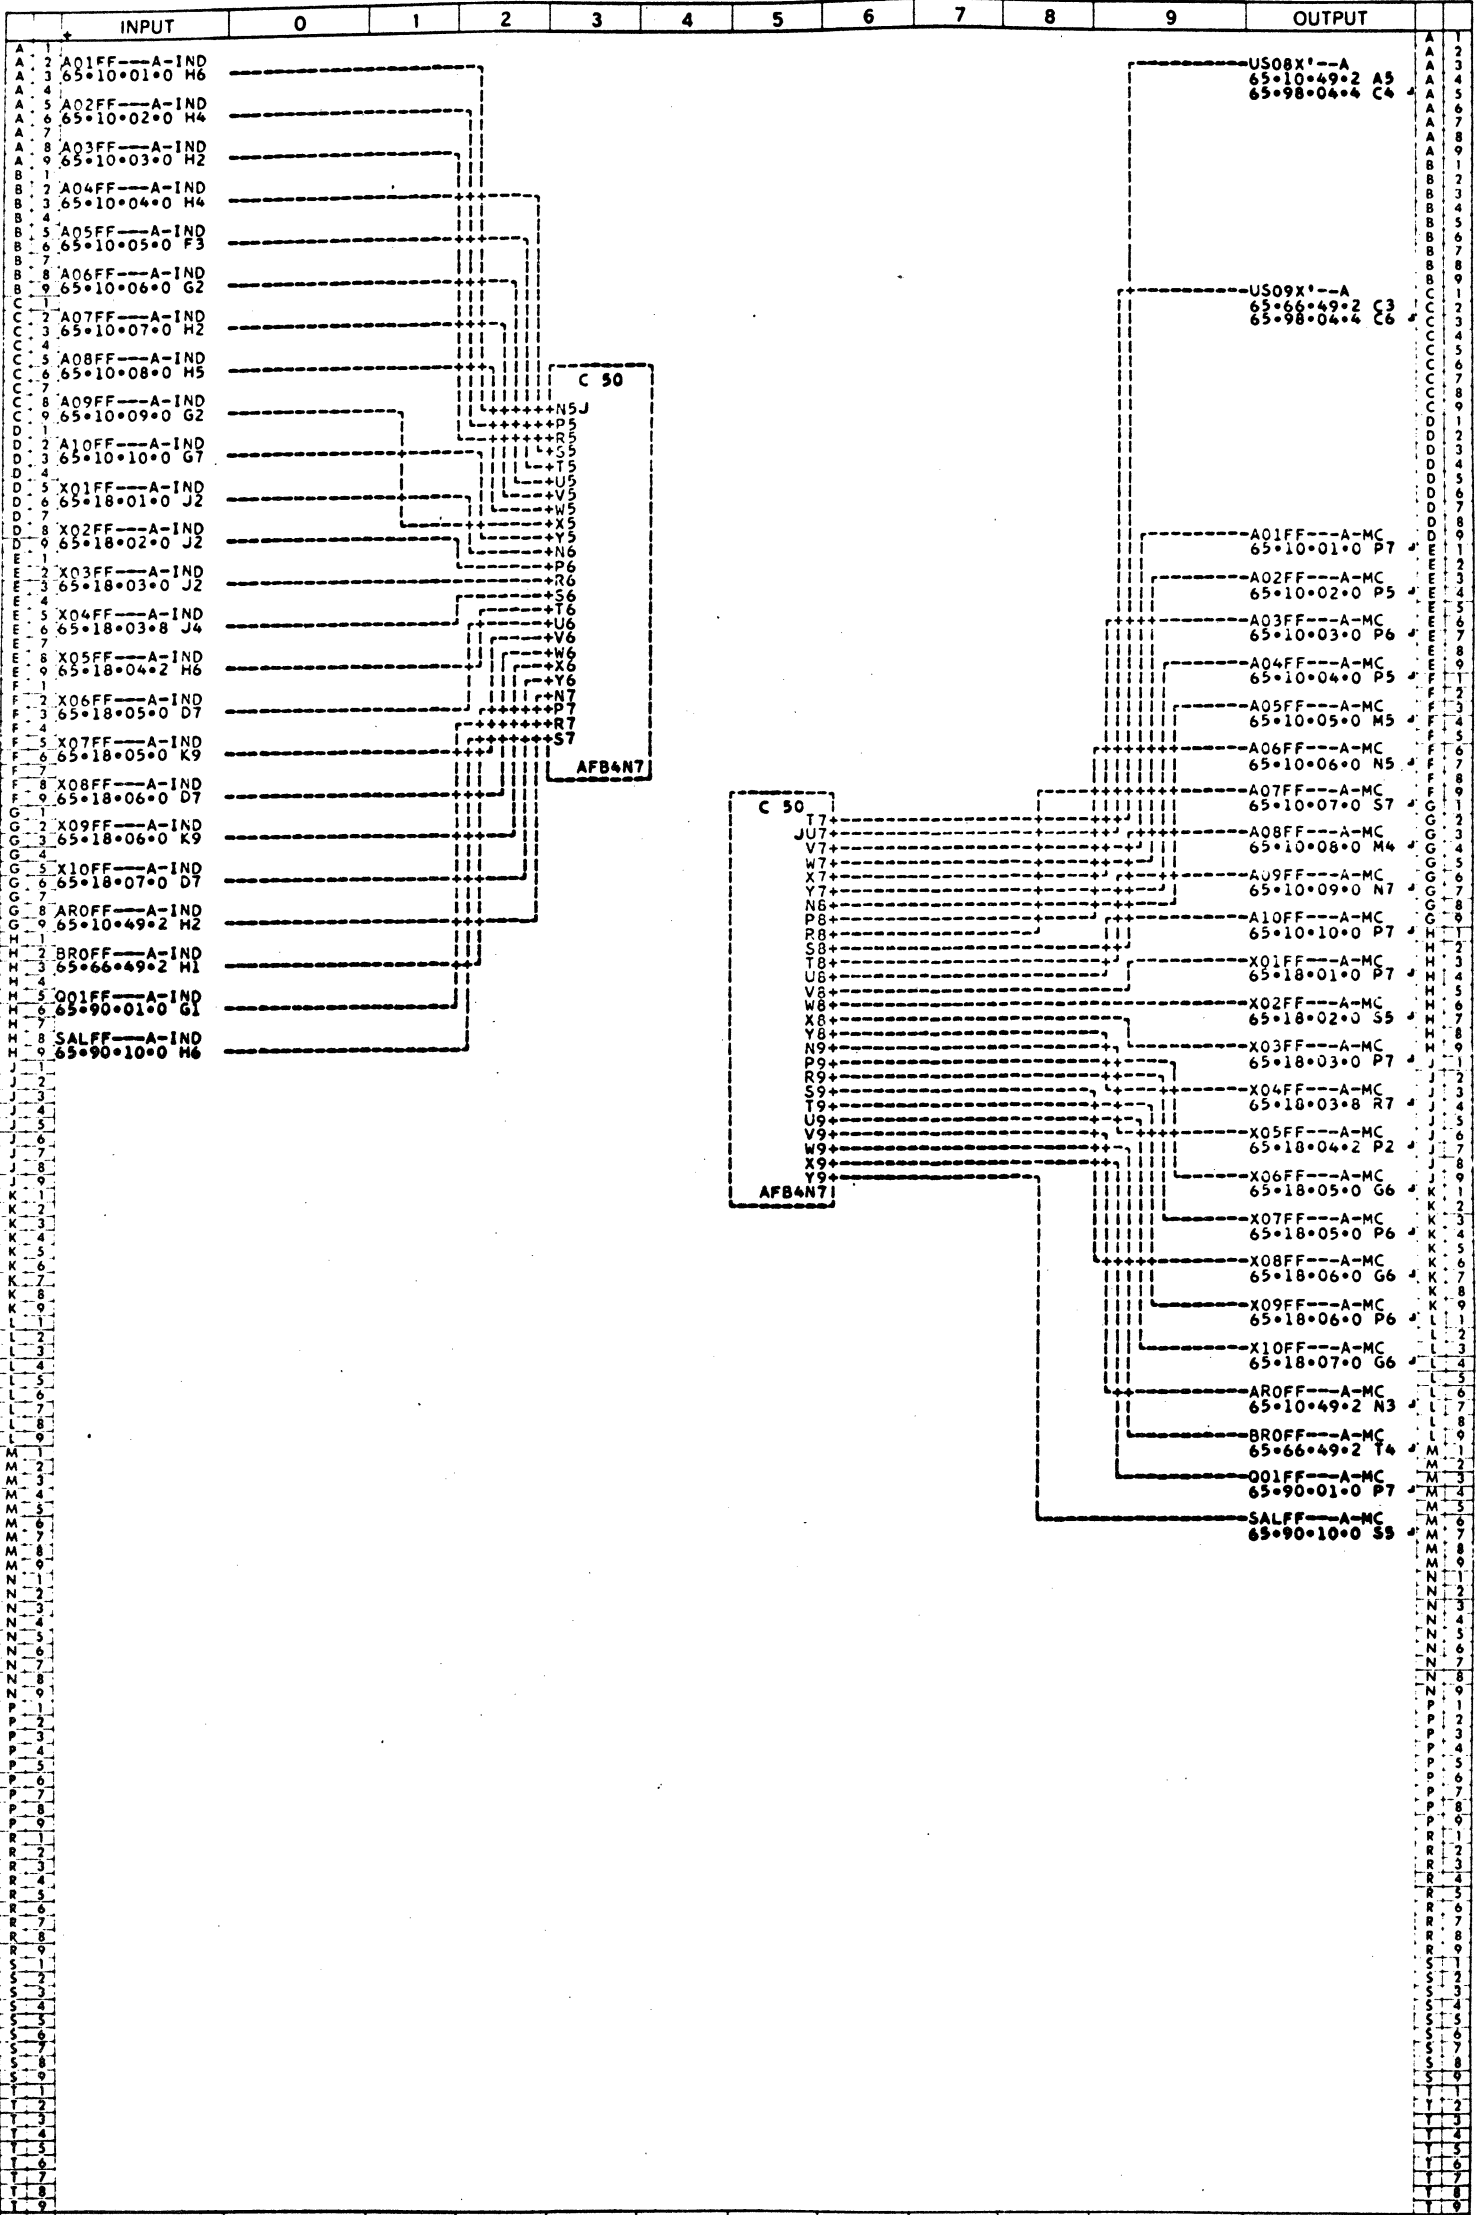 INPUT 0 1 2 3 4 5 6 7 8 9 OUTPUT
A01FF---A-IND
65•10•01•0 H6
A02FF---A-IND
65•10•02•0 H4
A03FF---A-IND
65•10•03•0 H2
A04FF---A-IND
65•10•04•0 H4
A05FF---A-IND
65•10•05•0 F3
A06FF---A-IND
65•10•06•0 G2
A07FF---A-IND
65•10•07•0 H2
A08FF---A-IND
65•10•08•0 H5
A09FF---A-IND
65•10•09•0 G2
A10FF---A-IND
65•10•10•0 G7
X01FF---A-IND
65•18•01•0 J2
X02FF---A-IND
65•18•02•0 J2
X03FF---A-IND
65•18•03•0 J2
X04FF---A-IND
65•18•03•8 J4
X05FF---A-IND
65•18•04•2 H6
X06FF---A-IND
65•18•05•0 D7
X07FF---A-IND
65•18•05•0 K9
X08FF---A-IND
65•18•06•0 D7
X09FF---A-IND
65•18•06•0 K9
X10FF---A-IND
65•18•07•0 D7
AROFF---A-IND
65•10•49•2 H2
BROFF---A-IND
65•66•49•2 H1
Q01FF---A-IND
65•90•01•0 G1
SALFF---A-IND
65•90•10•0 H6
C 50
N5J
P5
R5
S5
T5
U5
V5
W5
X5
Y5
N6
P6
R6
S6
T6
U6
V6
W6
X6
Y6
N7
P7
R7
S7
AFB4N7
C 50
T7
JU7
V7
W7
X7
Y7
N8
P8
R8
S8
T8
U8
V8
W8
X8
Y8
N9
P9
R9
S9
T9
U9
V9
W9
X9
Y9
AFB4N7
US08X'--A
65•10•49•2 A5
65•98•04•4 C4
US09X'--A
65•66•49•2 C3
65•98•04•4 C6
A01FF---A-MC
65•10•01•0 P7
A02FF---A-MC
65•10•02•0 P5
A03FF---A-MC
65•10•03•0 P6
A04FF---A-MC
65•10•04•0 P5
A05FF---A-MC
65•10•05•0 M5
A06FF---A-MC
65•10•06•0 N5
A07FF---A-MC
65•10•07•0 S7
A08FF---A-MC
65•10•08•0 M4
A09FF---A-MC
65•10•09•0 N7
A10FF---A-MC
65•10•10•0 P7
X01FF---A-MC
65•18•01•0 P7
X02FF---A-MC
65•18•02•0 S5
X03FF---A-MC
65•18•03•0 P7
X04FF---A-MC
65•18•03•8 R7
X05FF---A-MC
65•18•04•2 P2
X06FF---A-MC
65•18•05•0 G6
X07FF---A-MC
65•18•05•0 P6
X08FF---A-MC
65•18•06•0 G6
X09FF---A-MC
65•18•06•0 P6
X10FF---A-MC
65•18•07•0 G6
AROFF---A-MC
65•10•49•2 N3
BROFF---A-MC
65•66•49•2 T4
Q01FF---A-MC
65•90•01•0 P7
SALFF---A-MC
65•90•10•0 S5